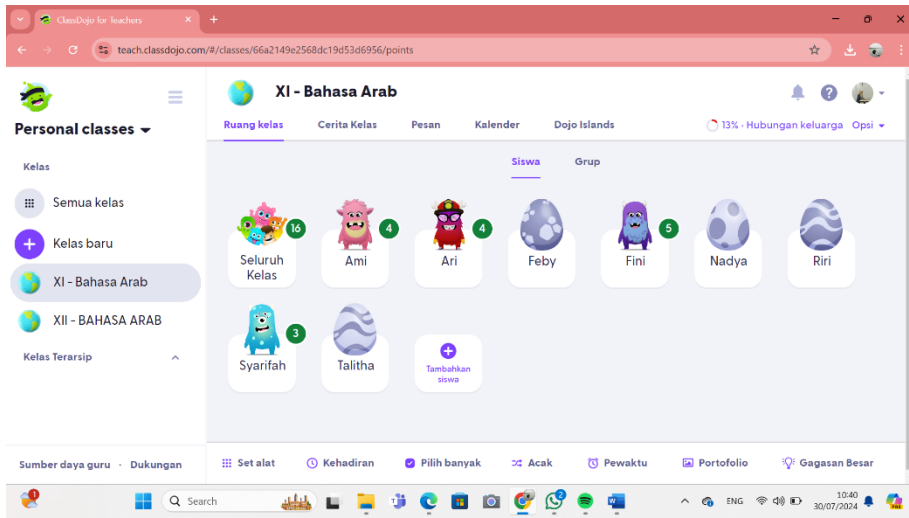 ClassDojo for Teachers
teach.classdojo.com/#/classes/66a2149e2568dc19d53d6956/points
Personal classes
Kelas
Semua kelas
Kelas baru
XI - Bahasa Arab
XII - BAHASA ARAB
Kelas Terarsip
Sumber daya guru · Dukungan
XI - Bahasa Arab
Ruang kelas Cerita Kelas Pesan Kalender Dojo Islands 13% · Hubungan keluarga Opsi
Siswa Grup
16 4 4 5
Seluruh Kelas
Ami
Ari
Feby
Fini
Nadya
Riri
3
Syarifah
Talitha
Tambahkan
siswa
Set alat Kehadiran Pilih banyak Acak Pewaktu Portofolio Gagasan Besar
Search
ENG
10:40
30/07/2024